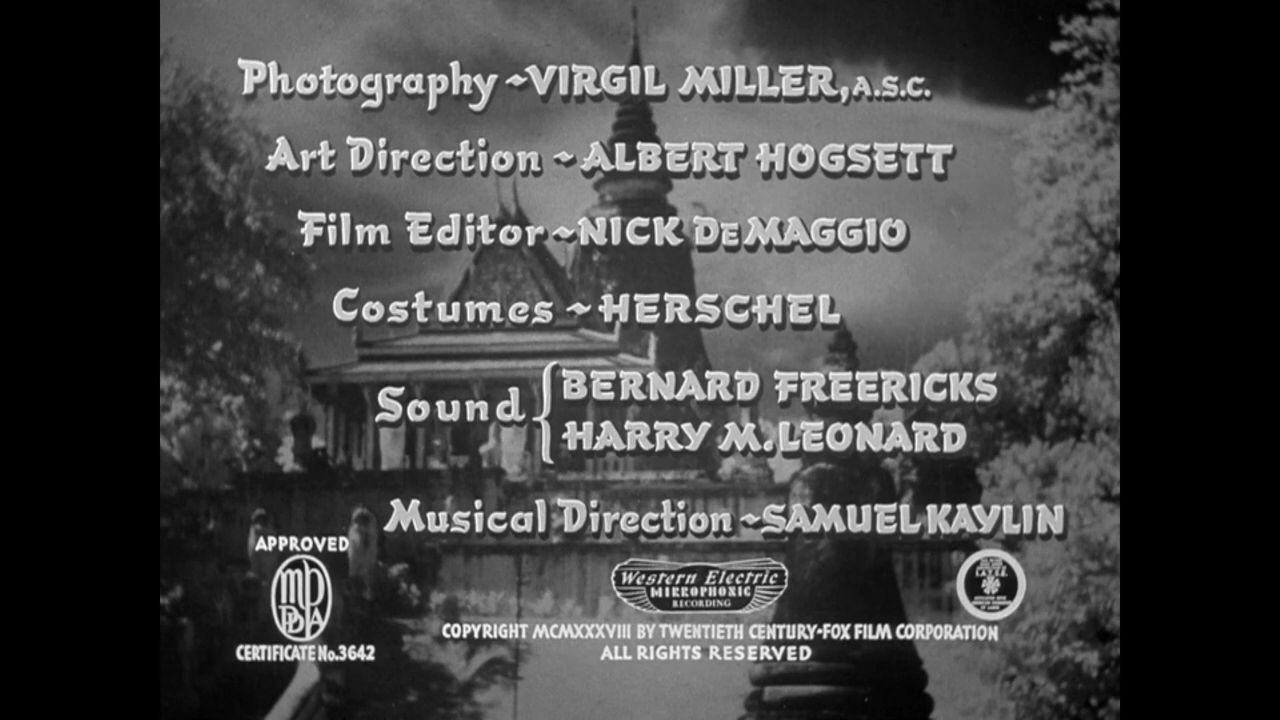 Photography ~ VIRGIL MILLER, A.S.C.
Art Direction ~ ALBERT HOGSETT
Film Editor ~ NICK DeMAGGIO
Costumes ~ HERSCHEL
Sound { BERNARD FREERICKS
HARRY M. LEONARD
Musical Direction ~ SAMUEL KAYLIN
APPROVED
MPPDA
CERTIFICATE No. 3642
Western Electric
MIRROPHONIC
RECORDING
I.A.T.S.E.
COPYRIGHT MCMXXXVIII BY TWENTIETH CENTURY-FOX FILM CORPORATION
ALL RIGHTS RESERVED